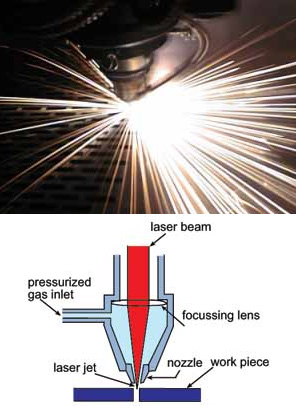 laser beam
pressurized
gas inlet
focussing lens
nozzle
work piece
laser jet